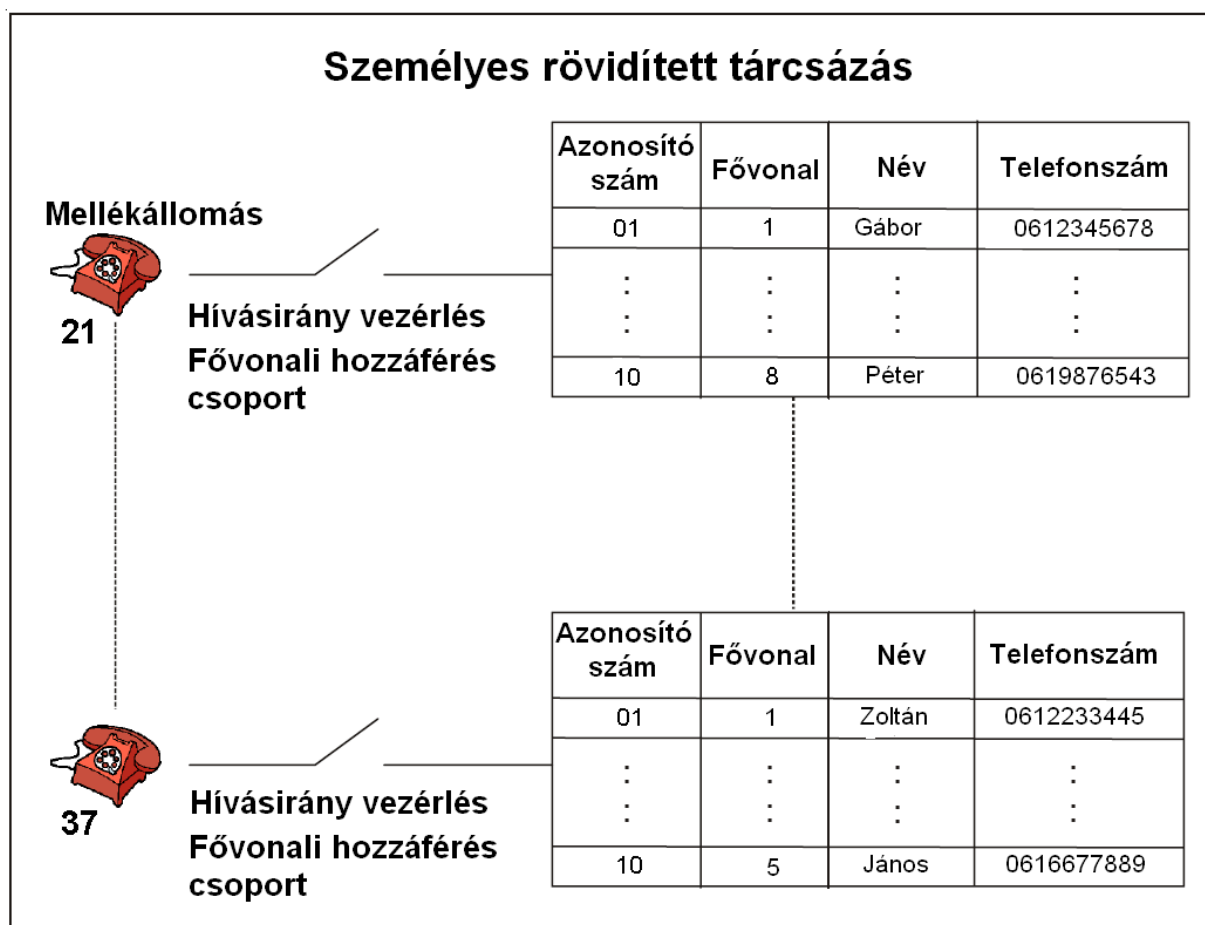 Személyes rövidített tárcsázás
Azonosító szám Fővonal Név Telefonszám
Mellékállomás
01 1 Gábor 0612345678
: : : :
Hívásirány vezérlés
21
: : : :
Fővonali hozzáférés
csoport
10 8 Péter 0619876543
Azonosító szám Fővonal Név Telefonszám
01 1 Zoltán 0612233445
: : : :
37
Hívásirány vezérlés
: : : :
Fővonali hozzáférés
csoport
10 5 János 0616677889